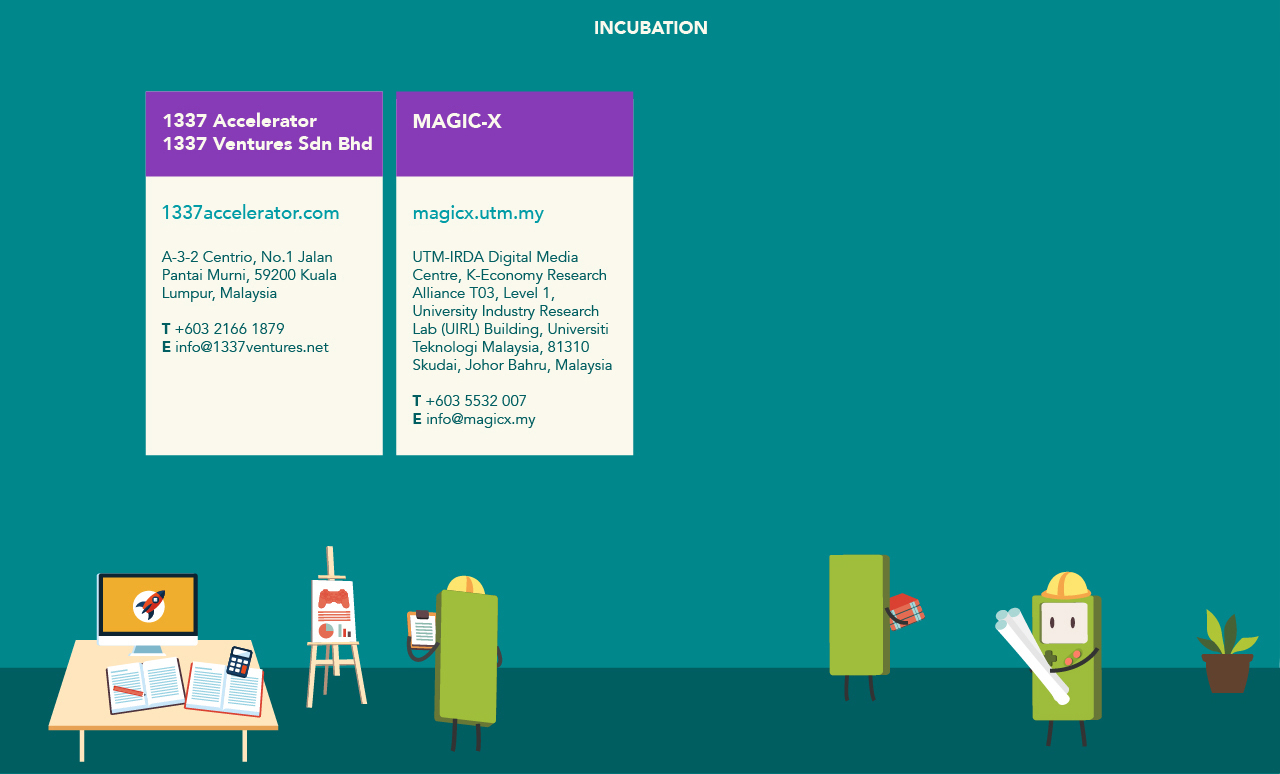 INCUBATION
1337 Accelerator
1337 Ventures Sdn Bhd
1337accelerator.com
A-3-2 Centrio, No.1 Jalan
Pantai Murni, 59200 Kuala
Lumpur, Malaysia
T +603 2166 1879
E info@1337ventures.net
MAGIC-X
magicx.utm.my
UTM-IRDA Digital Media
Centre, K-Economy Research
Alliance T03, Level 1,
University Industry Research
Lab (UIRL) Building, Universiti
Teknologi Malaysia, 81310
Skudai, Johor Bahru, Malaysia
T +603 5532 007
E info@magicx.my